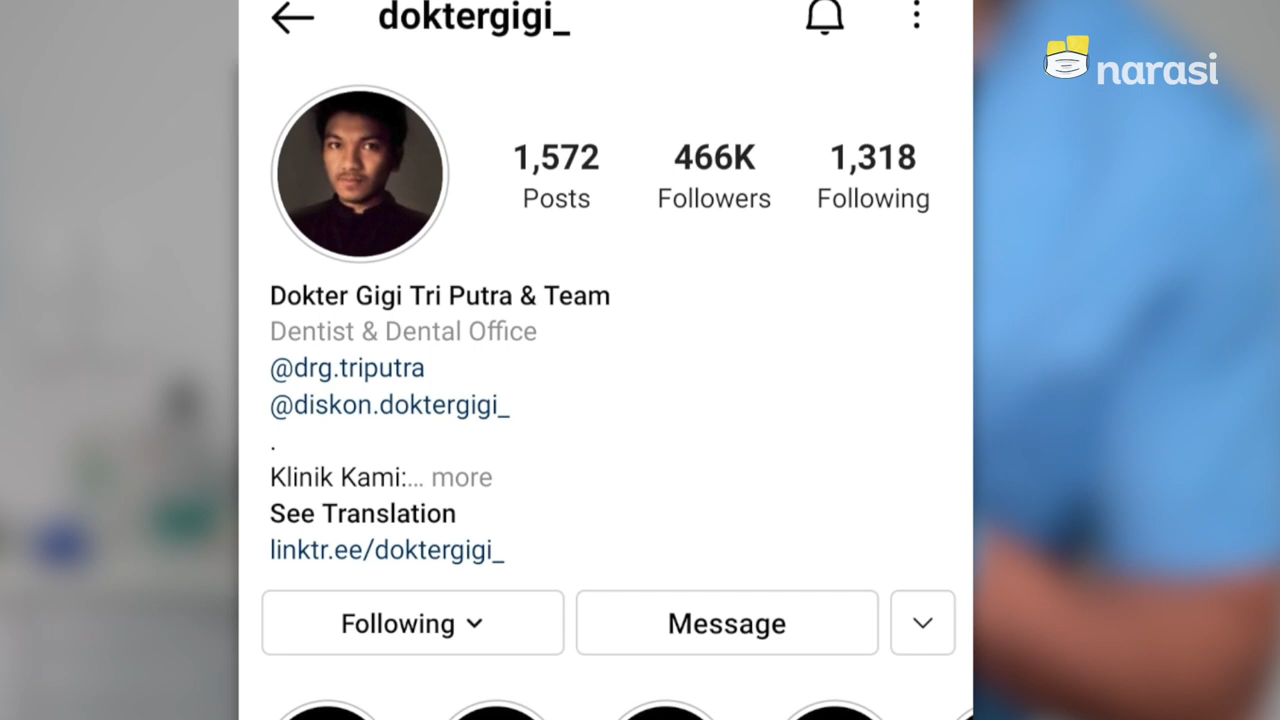 doktergigi_
narasi
1,572 466K 1,318
Posts Followers Following
Dokter Gigi Tri Putra & Team
Dentist & Dental Office
@drg.triputra
@diskon.doktergigi_
.
Klinik Kami:... more
See Translation
linktr.ee/doktergigi_
Following Message